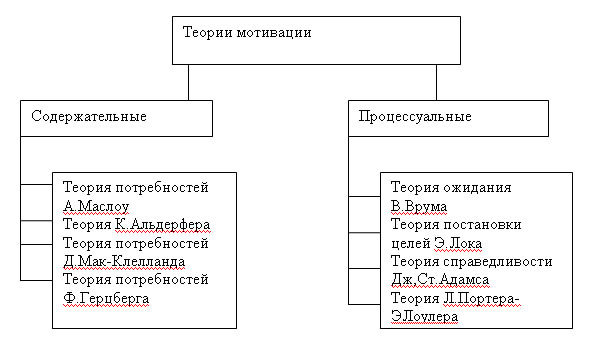 Теории мотивации
Содержательные
Процессуальные
Теория потребностей
А.Маслоу
Теория К.Альдерфера
Теория потребностей
Д.Мак-Клелланда
Теория потребностей
Ф.Герцберга
Теория ожидания
В.Врума
Теория постановки
целей Э.Лока
Теория справедливости
Дж,Ст.Адамса
Теория Л.Портера-
ЭЛоулера